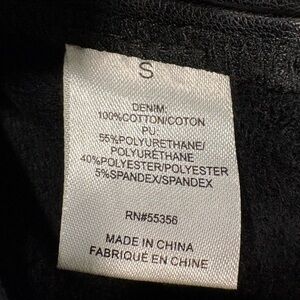 S
DENIM:
100%COTTON/COTON
PU:
55%POLYURETHANE/
POLYURÉTHANE
40%POLYESTER/POLYESTER
5%SPANDEX/SPANDEX
RN#55356
MADE IN CHINA
FABRIQUÉ EN CHINE